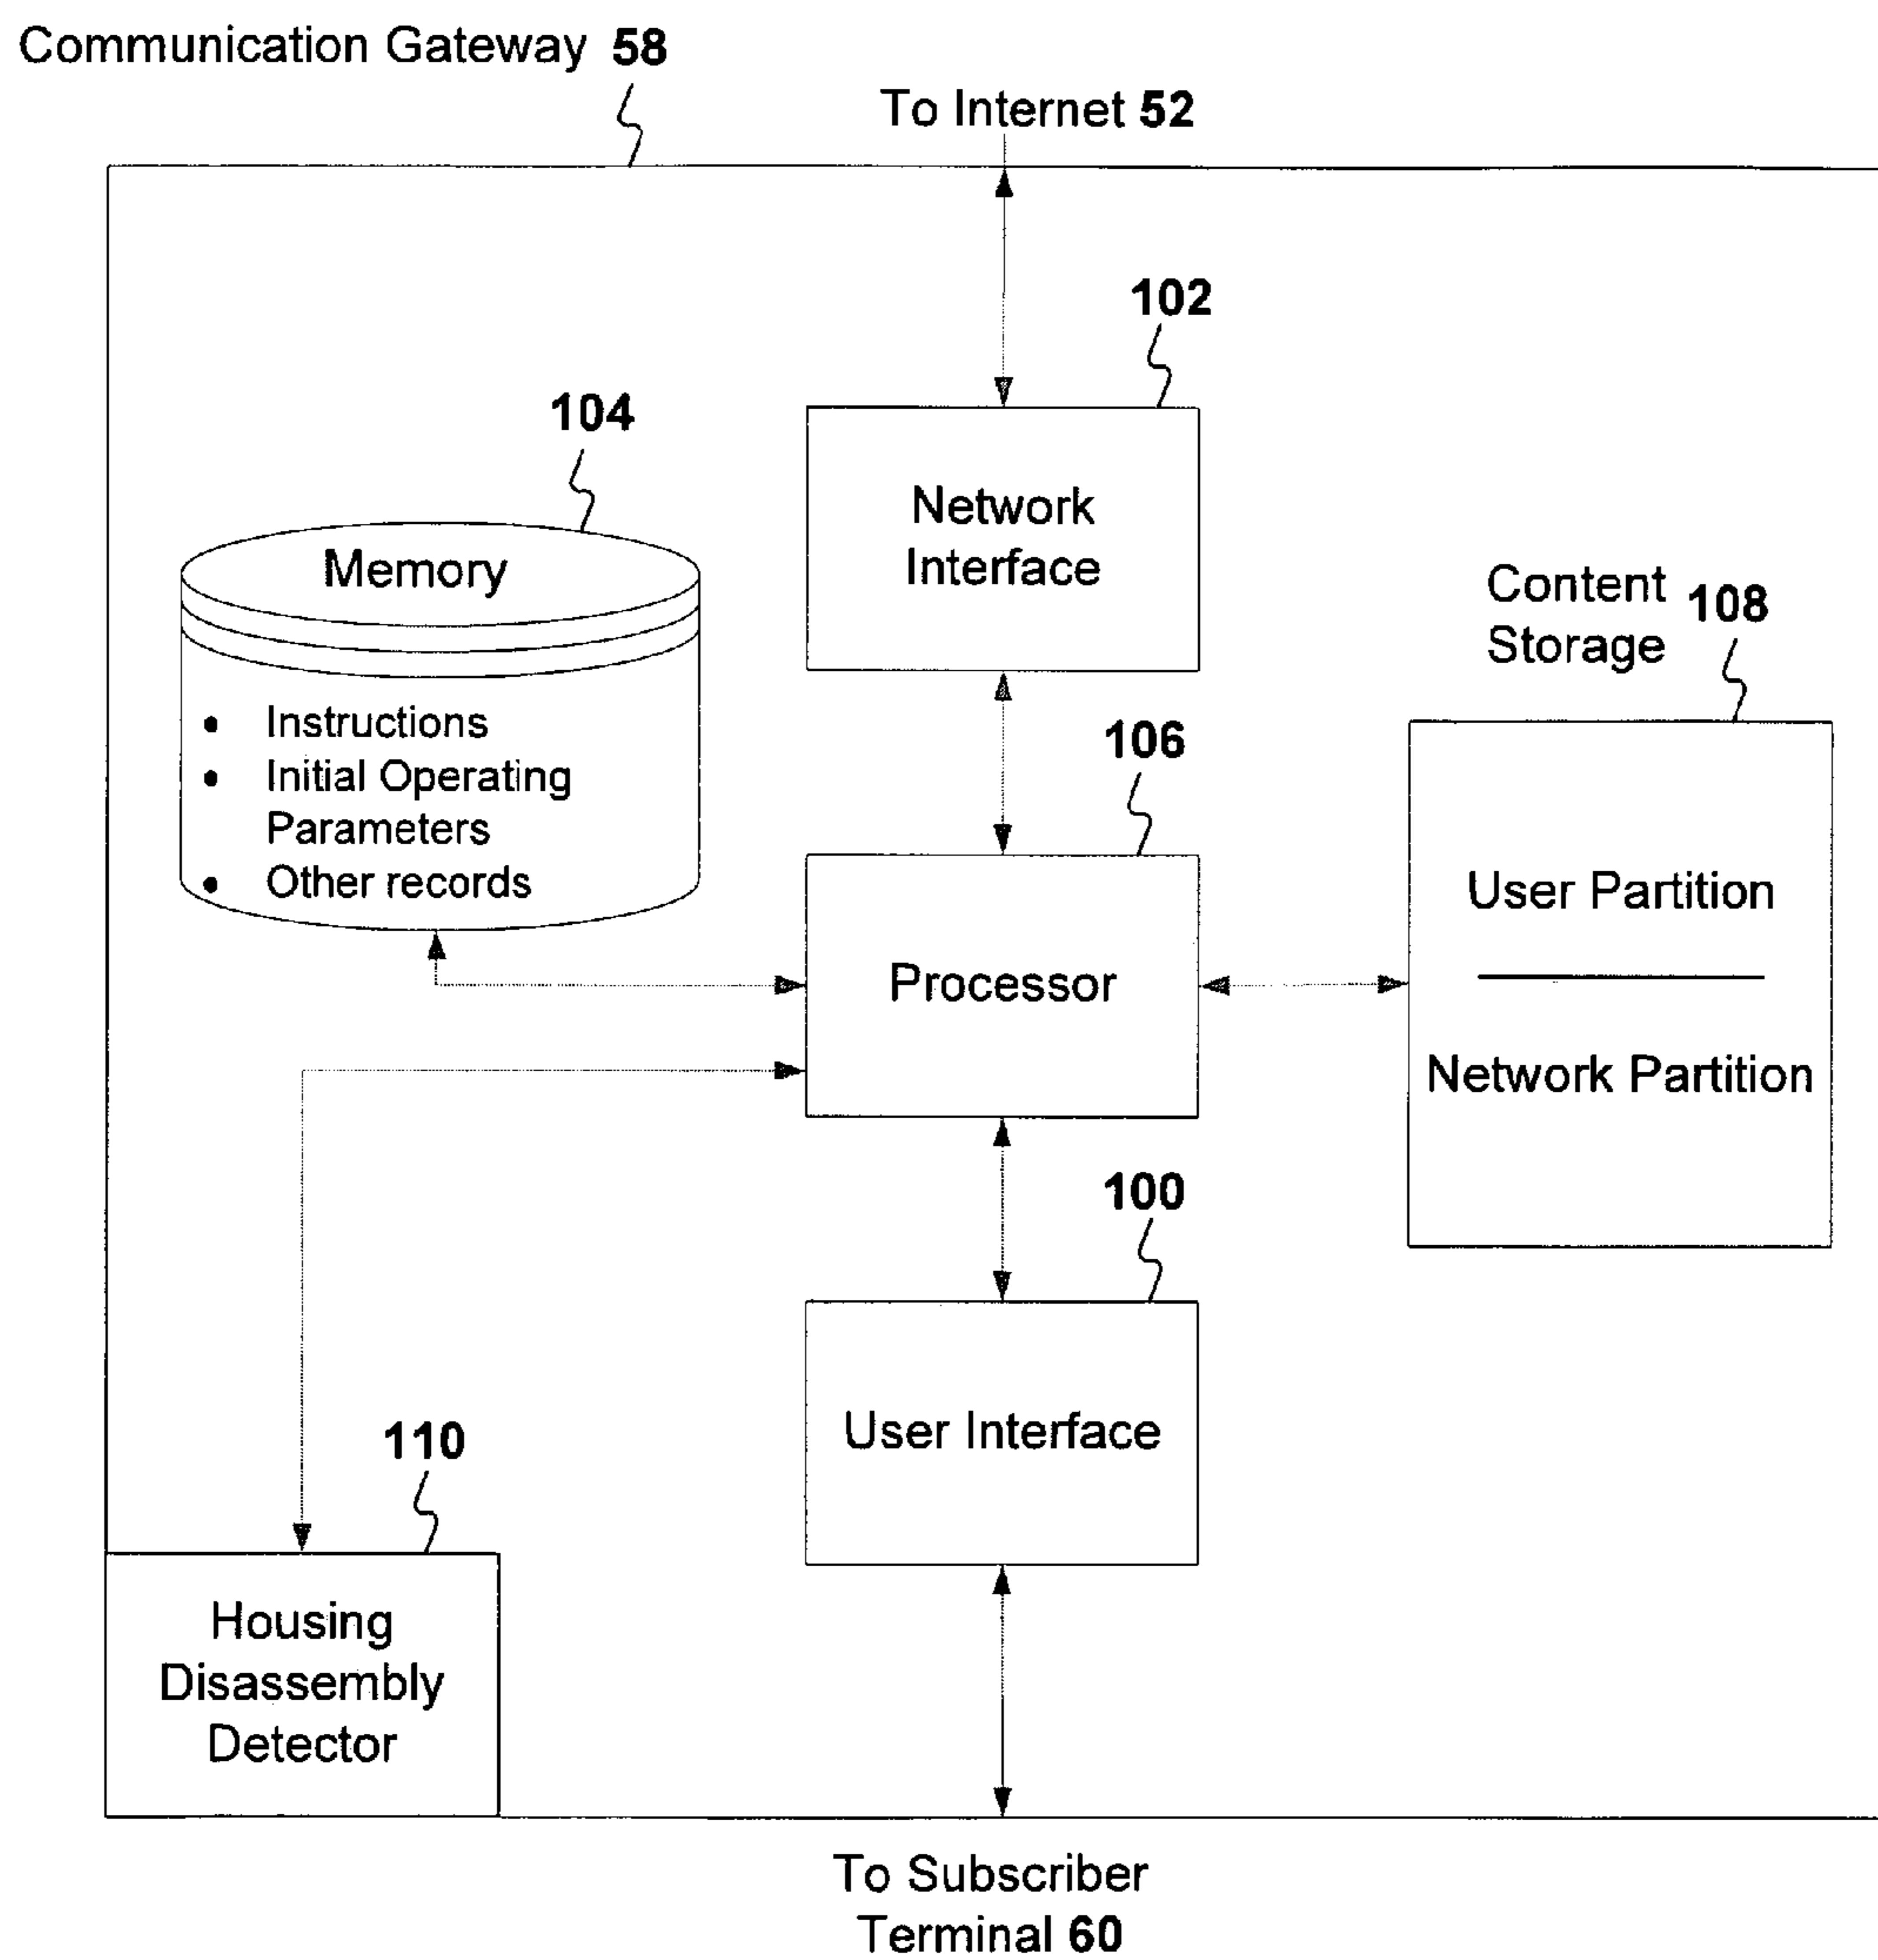 Communication Gateway 58
To Internet 52
102
104
Network
Interface
Memory
Content
Storage 108
• Instructions
• Initial Operating
Parameters
• Other records
106
User Partition
Processor
Network Partition
100
User Interface
110
Housing
Disassembly
Detector
To Subscriber
Terminal 60